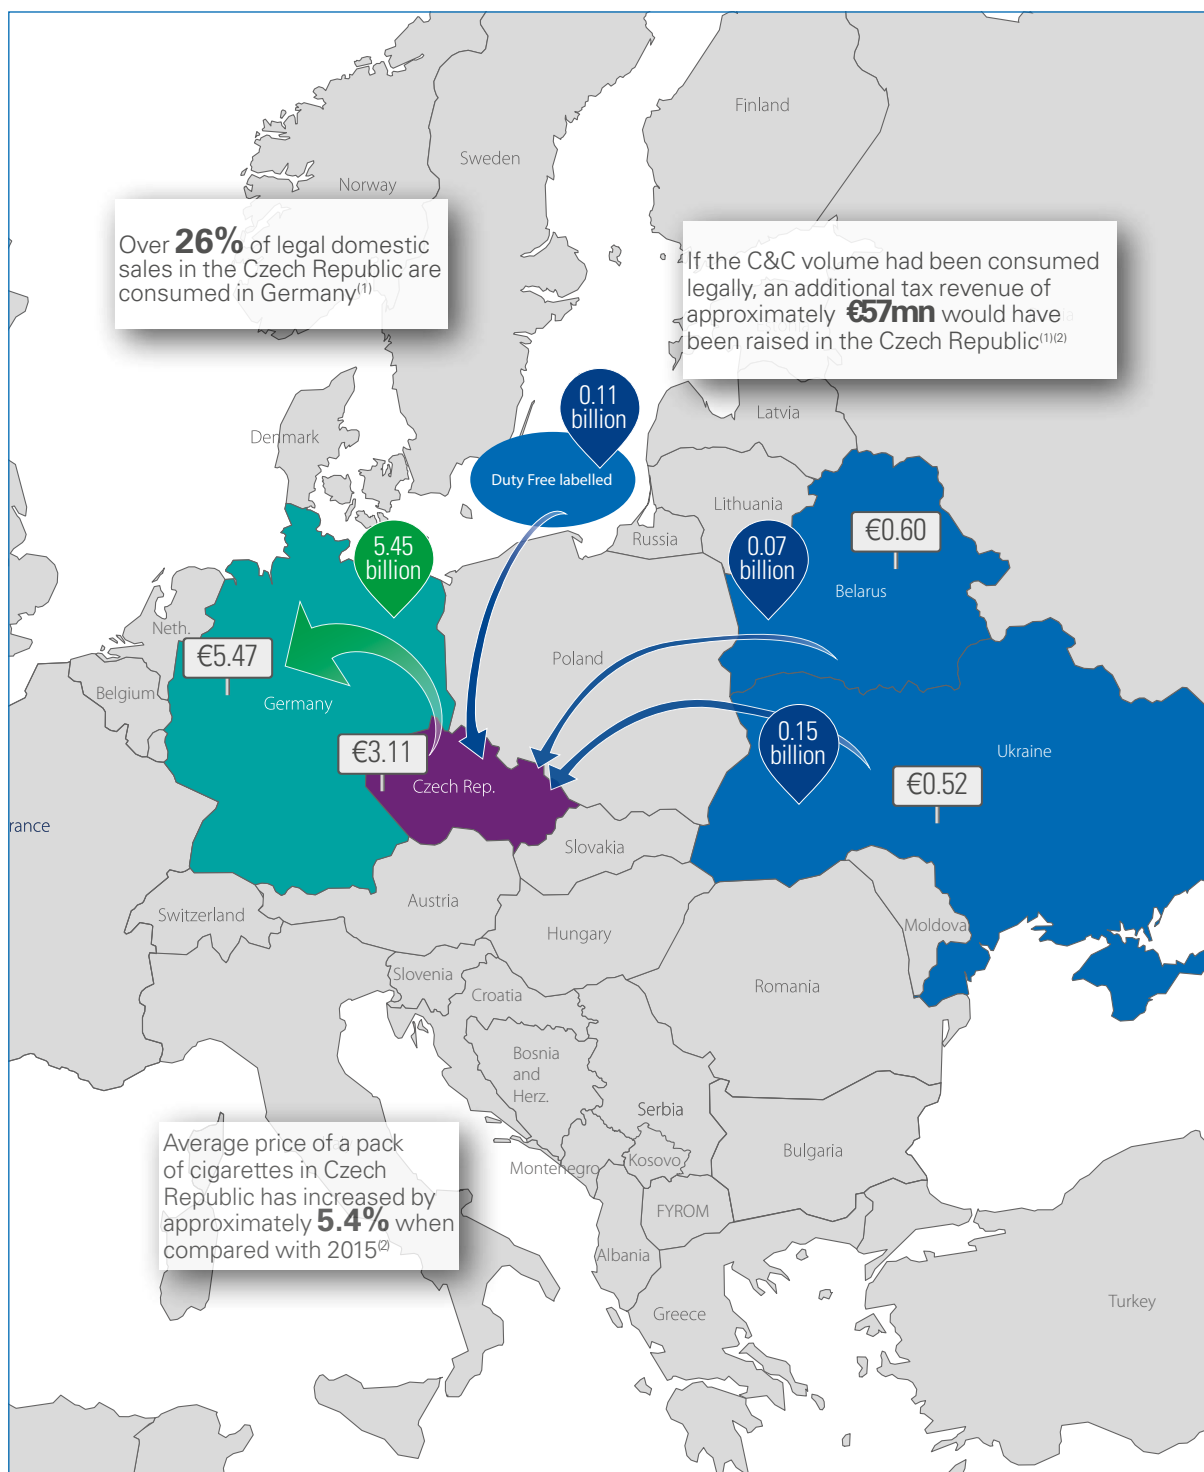 Finland
Sweden
Norway
Over 26% of legal domestic
sales in the Czech Republic are
consumed in Germany(1)
If the C&C volume had been consumed
legally, an additional tax revenue of
approximately €57mn would have
been raised in the Czech Republic(1)(2)
Estonia
0.11
billion
Latvia
Denmark
Duty Free labelled
Lithuania
Russia
€0.60
5.45
billion
0.07
billion
Belarus
Neth.
€5.47
Poland
Belgium
Germany
€3.11
0.15
billion
Ukraine
€0.52
Czech Rep.
rance
Slovakia
Austria
Switzerland
Hungary
Moldova
Slovenia
Croatia
Romania
Bosnia
and
Herz.
Serbia
Average price of a pack
of cigarettes in Czech
Republic has increased by
approximately 5.4% when
compared with 2015(2)
Montenegro
Kosovo
Bulgaria
FYROM
Albania
Greece
Turkey